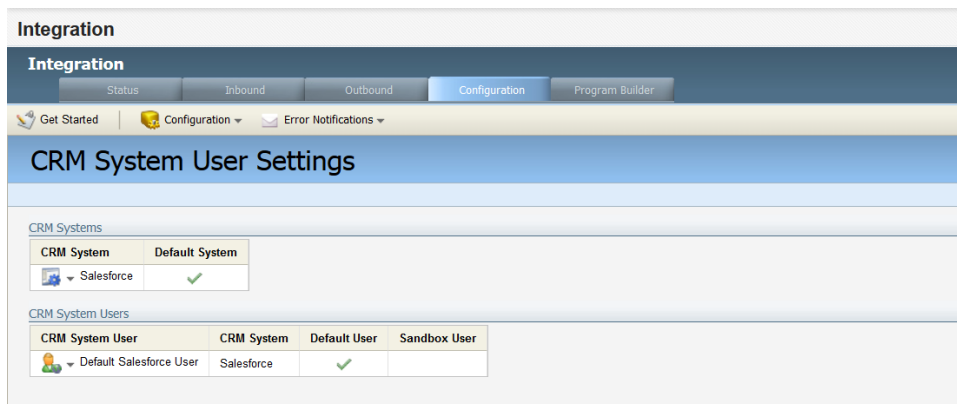 Integration
Integration
Status Inbound Outbound Configuration Program Builder
Get Started Configuration Error Notifications
CRM System User Settings
CRM Systems
CRM System Default System
Salesforce
CRM System Users
CRM System User CRM System Default User Sandbox User
Default Salesforce User Salesforce